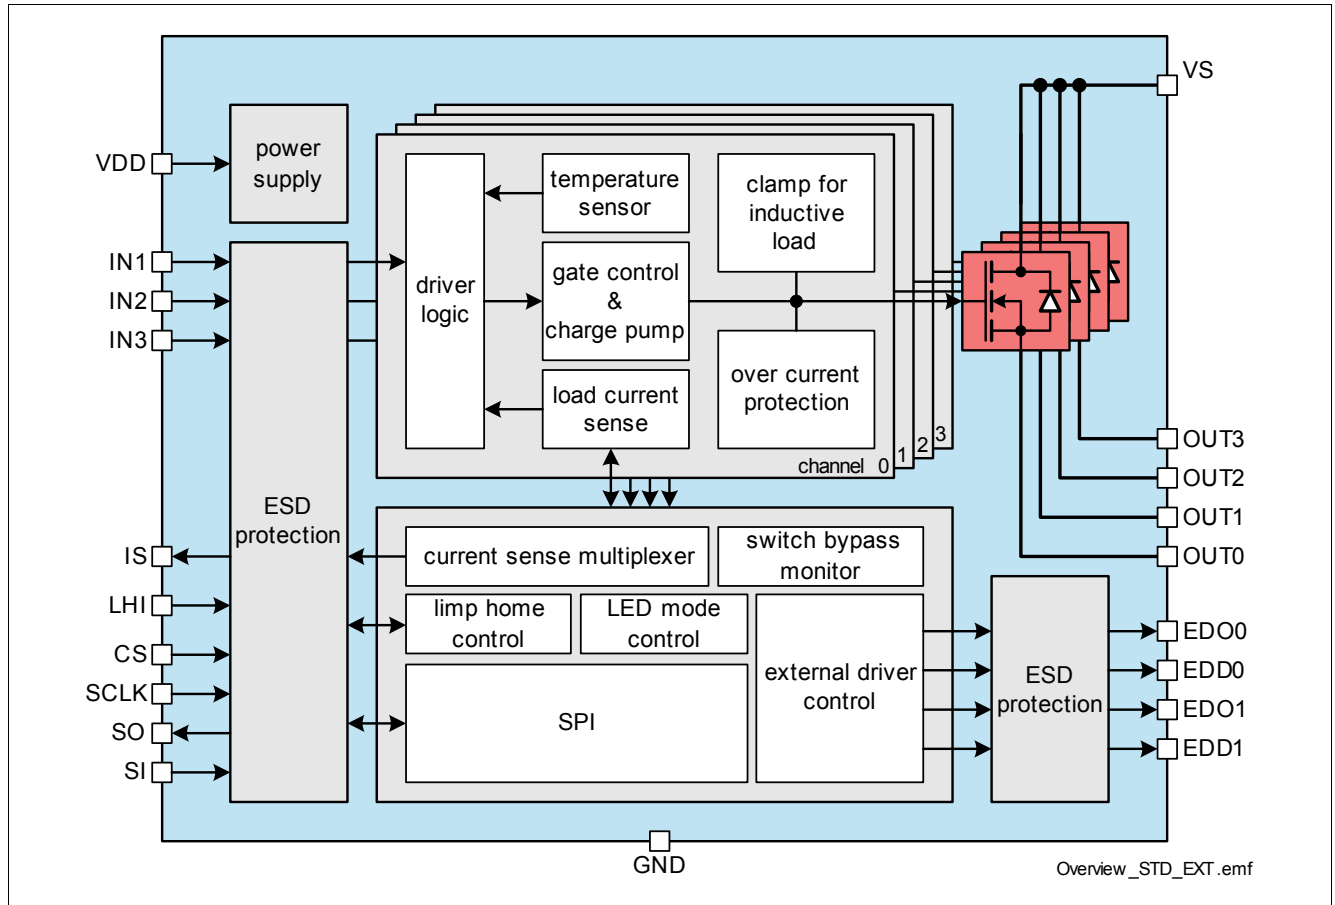 VS
power
supply
VDD
temperature
sensor
clamp for
inductive
load
IN1
IN2
IN3
driver
logic
gate control
&
charge pump
load current
sense
over current
protection
channel 0
1
2
3
OUT3
OUT2
OUT1
OUT0
ESD
protection
IS
LHI
CS
SCLK
SO
SI
current sense multiplexer
switch bypass
monitor
limp home
control
LED mode
control
external driver
control
SPI
ESD
protection
EDO0
EDD0
EDO1
EDD1
GND
Overview_STD_EXT.emf